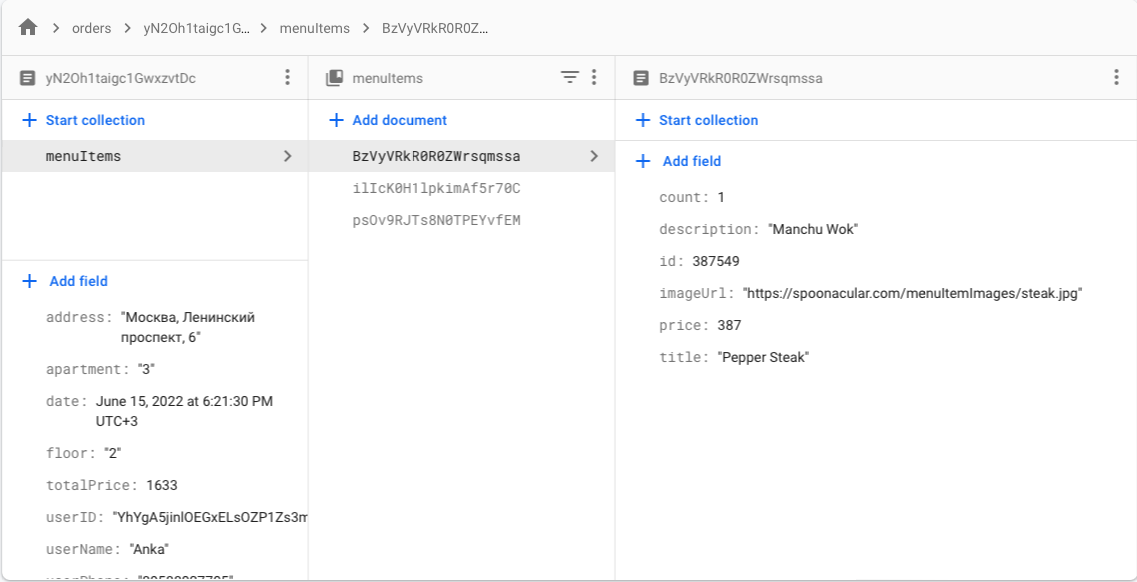 orders
yN2Oh1taigc1G...
menuItems
BzVyVRkR0R0Z...
yN2Oh1taigc1GwxzvtDc
Start collection
menuItems
Add field
address: "Москва, Ленинский
проспект, 6"
apartment: "3"
date: June 15, 2022 at 6:21:30 PM
UTC+3
floor: "2"
totalPrice: 1633
userID: "YhYgA5jinlOEGxELsOZP1Zs3m
userName: "Anka"
menuItems
Add document
BzVyVRkR0R0ZWrsqmssa
ilIcK0H1lpkimAf5r70C
psOv9RJTs8N0TPEYvfEM
BzVyVRkR0R0ZWrsqmssa
Start collection
Add field
count: 1
description: "Manchu Wok"
id: 387549
imageUrl: "https://spoonacular.com/menuItemImages/steak.jpg"
price: 387
title: "Pepper Steak"